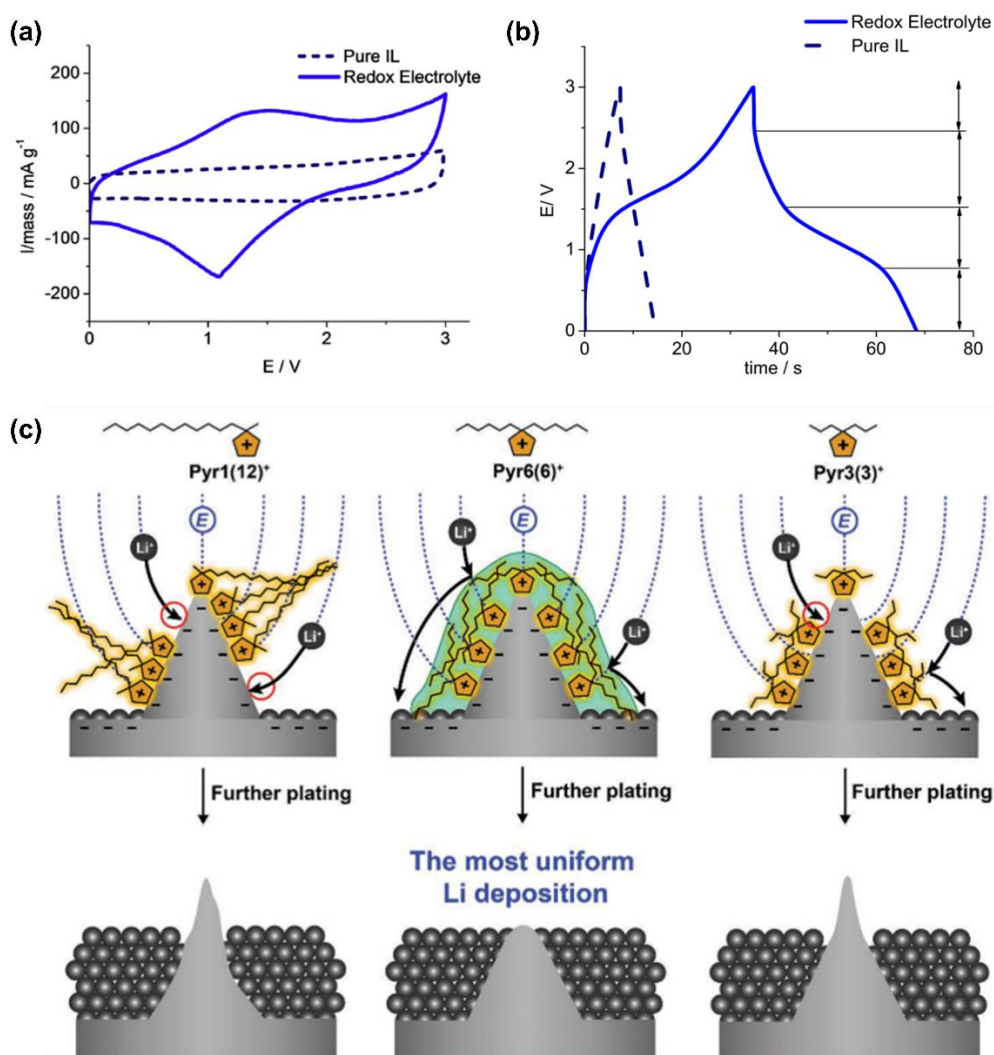 (a)
Pure IL
Redox Electrolyte
I/mass / mA g⁻¹
200
100
0
-100
-200
0
1
2
3
E / V
(b)
Redox Electrolyte
Pure IL
E/ V
3
2
1
0
0
20
40
60
80
time / s
(c)
Pyr1(12)⁺
Pyr6(6)⁺
Pyr3(3)⁺
E
E
E
Li⁺
Li⁺
Li⁺
Li⁺
Li⁺
Li⁺
Further plating
Further plating
Further plating
The most uniform
Li deposition